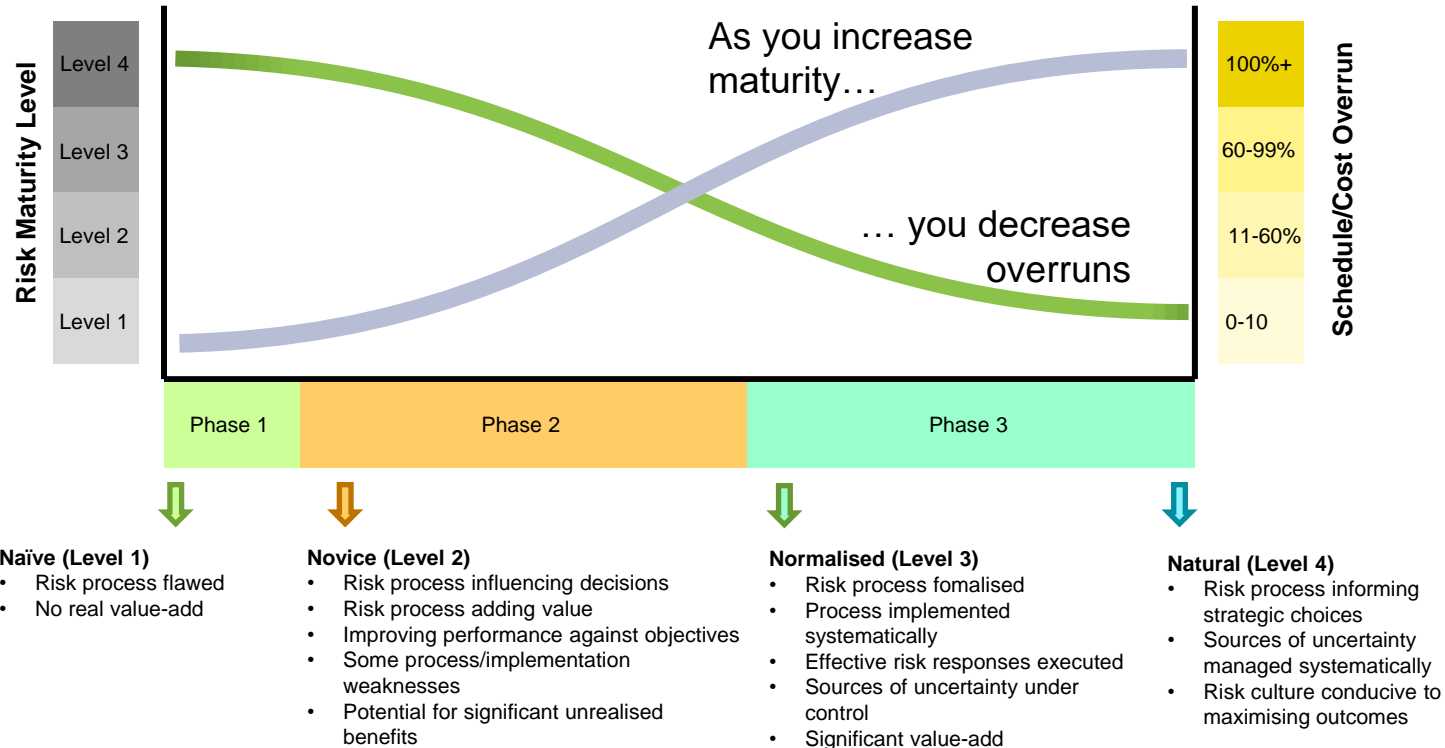 Risk Maturity Level
Level 4
Level 3
Level 2
Level 1
As you increase
maturity…
… you decrease
overruns
100%+
60-99%
11-60%
0-10
Schedule/Cost Overrun
Phase 1
Phase 2
Phase 3
Naïve (Level 1)
• Risk process flawed
• No real value-add
Novice (Level 2)
• Risk process influencing decisions
• Risk process adding value
• Improving performance against objectives
• Some process/implementation
weaknesses
• Potential for significant unrealised
benefits
Normalised (Level 3)
• Risk process fomalised
• Process implemented
systematically
• Effective risk responses executed
• Sources of uncertainty under
control
• Significant value-add
Natural (Level 4)
• Risk process informing
strategic choices
• Sources of uncertainty
managed systematically
• Risk culture conducive to
maximising outcomes